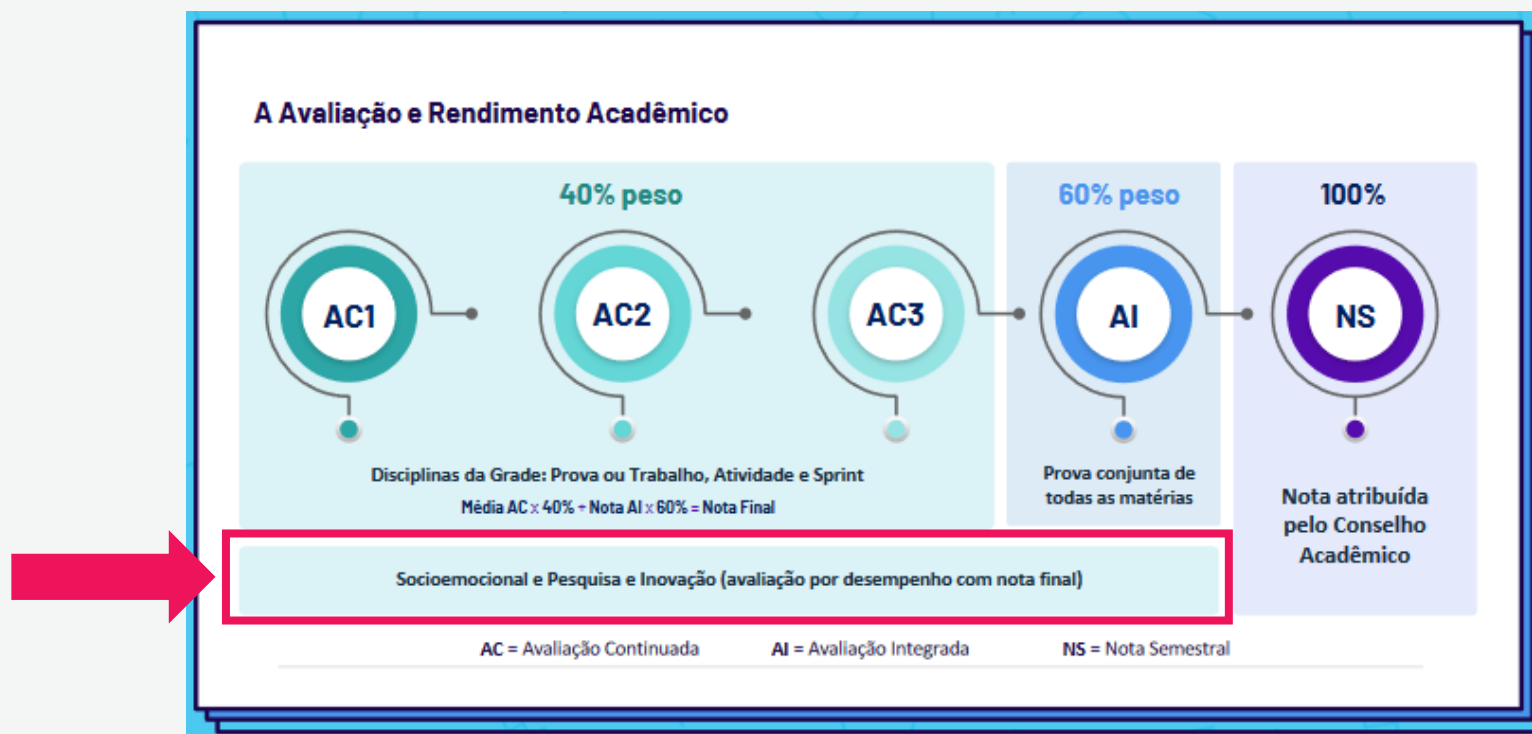 A Avaliação e Rendimento Acadêmico
40% peso
60% peso
100%
AC1
AC2
AC3
AI
NS
Disciplinas da Grade: Prova ou Trabalho, Atividade e Sprint
Média AC x 40% + Nota AI x 60% = Nota Final
Prova conjunta de
todas as matérias
Nota atribuída
pelo Conselho
Acadêmico
Socioemocional e Pesquisa e Inovação (avaliação por desempenho com nota final)
AC = Avaliação Continuada
AI = Avaliação Integrada
NS = Nota Semestral